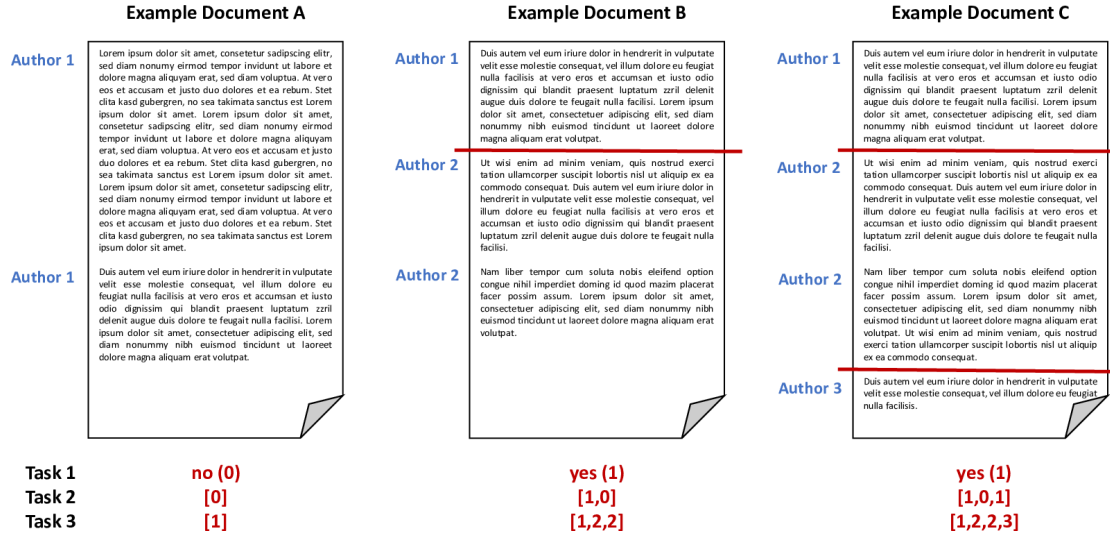 Example Document A
Author 1
Lorem ipsum dolor sit amet, consetetur sadipscing elitr,
sed diam nonumy eirmod tempor invidunt ut labore et
dolore magna aliquyam erat, sed diam voluptua. At vero
eos et accusam et justo duo dolores et ea rebum. Stet
clita kasd gubergren, no sea takimata sanctus est Lorem
ipsum dolor sit amet. Lorem ipsum dolor sit amet,
consetetur sadipscing elitr, sed diam nonumy eirmod
tempor invidunt ut labore et dolore magna aliquyam
erat, sed diam voluptua. At vero eos et accusam et justo
duo dolores et ea rebum. Stet clita kasd gubergren, no
sea takimata sanctus est Lorem ipsum dolor sit amet.
Lorem ipsum dolor sit amet, consetetur sadipscing elitr,
sed diam nonumy eirmod tempor invidunt ut labore et
dolore magna aliquyam erat, sed diam voluptua. At vero
eos et accusam et justo duo dolores et ea rebum. Stet
clita kasd gubergren, no sea takimata sanctus est Lorem
ipsum dolor sit amet.
Author 1
Duis autem vel eum iriure dolor in hendrerit in vulputate
velit esse molestie consequat, vel illum dolore eu
feugiat nulla facilisis at vero eros et accumsan et iusto
odio dignissim qui blandit praesent luptatum zzril
delenit augue duis dolore te feugait nulla facilisi. Lorem
ipsum dolor sit amet, consectetuer adipiscing elit, sed
diam nonummy nibh euismod tincidunt ut laoreet
dolore magna aliquam erat volutpat.
Example Document B
Author 1
Duis autem vel eum iriure dolor in hendrerit in vulputate
velit esse molestie consequat, vel illum dolore eu feugiat
nulla facilisis at vero eros et accumsan et iusto odio
dignissim qui blandit praesent luptatum zzril delenit
augue duis dolore te feugait nulla facilisi. Lorem ipsum
dolor sit amet, consectetuer adipiscing elit, sed diam
nonummy nibh euismod tincidunt ut laoreet dolore
magna aliquam erat volutpat.
Author 2
Ut wisi enim ad minim veniam, quis nostrud exerci
tation ullamcorper suscipit lobortis nisl ut aliquip ex ea
commodo consequat. Duis autem vel eum iriure dolor in
hendrerit in vulputate velit esse molestie consequat, vel
illum dolore eu feugiat nulla facilisis at vero eros et
accumsan et iusto odio dignissim qui blandit praesent
luptatum zzril delenit augue duis dolore te feugait nulla
facilisi.
Author 2
Nam liber tempor cum soluta nobis eleifend option
congue nihil imperdiet doming id quod mazim placerat
facer possim assum. Lorem ipsum dolor sit amet,
consectetuer adipiscing elit, sed diam nonummy nibh
euismod tincidunt ut laoreet dolore magna aliquam
erat volutpat.
Example Document C
Author 1
Duis autem vel eum iriure dolor in hendrerit in vulputate
velit esse molestie consequat, vel illum dolore eu feugiat
nulla facilisis at vero eros et accumsan et iusto odio
dignissim qui blandit praesent luptatum zzril delenit
augue duis dolore te feugait nulla facilisi. Lorem ipsum
dolor sit amet, consectetuer adipiscing elit, sed diam
nonummy nibh euismod tincidunt ut laoreet dolore
magna aliquam erat volutpat.
Author 2
Ut wisi enim ad minim veniam, quis nostrud exerci
tation ullamcorper suscipit lobortis nisl ut aliquip ex ea
commodo consequat. Duis autem vel eum iriure dolor in
hendrerit in vulputate velit esse molestie consequat, vel
illum dolore eu feugiat nulla facilisis at vero eros et
accumsan et iusto odio dignissim qui blandit praesent
luptatum zzril delenit augue duis dolore te feugait nulla
facilisi.
Author 2
Nam liber tempor cum soluta nobis eleifend option
congue nihil imperdiet doming id quod mazim placerat
facer possim assum. Lorem ipsum dolor sit amet,
consectetuer adipiscing elit, sed diam nonummy nibh
euismod tincidunt ut laoreet dolore magna aliquam erat
volutpat. Ut wisi enim ad minim veniam, quis nostrud
exerci tation ullamcorper suscipit lobortis nisl ut aliquip
ex ea commodo consequat.
Author 3
Duis autem vel eum iriure dolor in hendrerit in vulputate
velit esse molestie consequat, vel illum dolore eu feugiat
nulla facilisis.
Task 1 no (0) yes (1) yes (1)
Task 2 [0] [1,0] [1,0,1]
Task 3 [1] [1,2,2] [1,2,2,3]